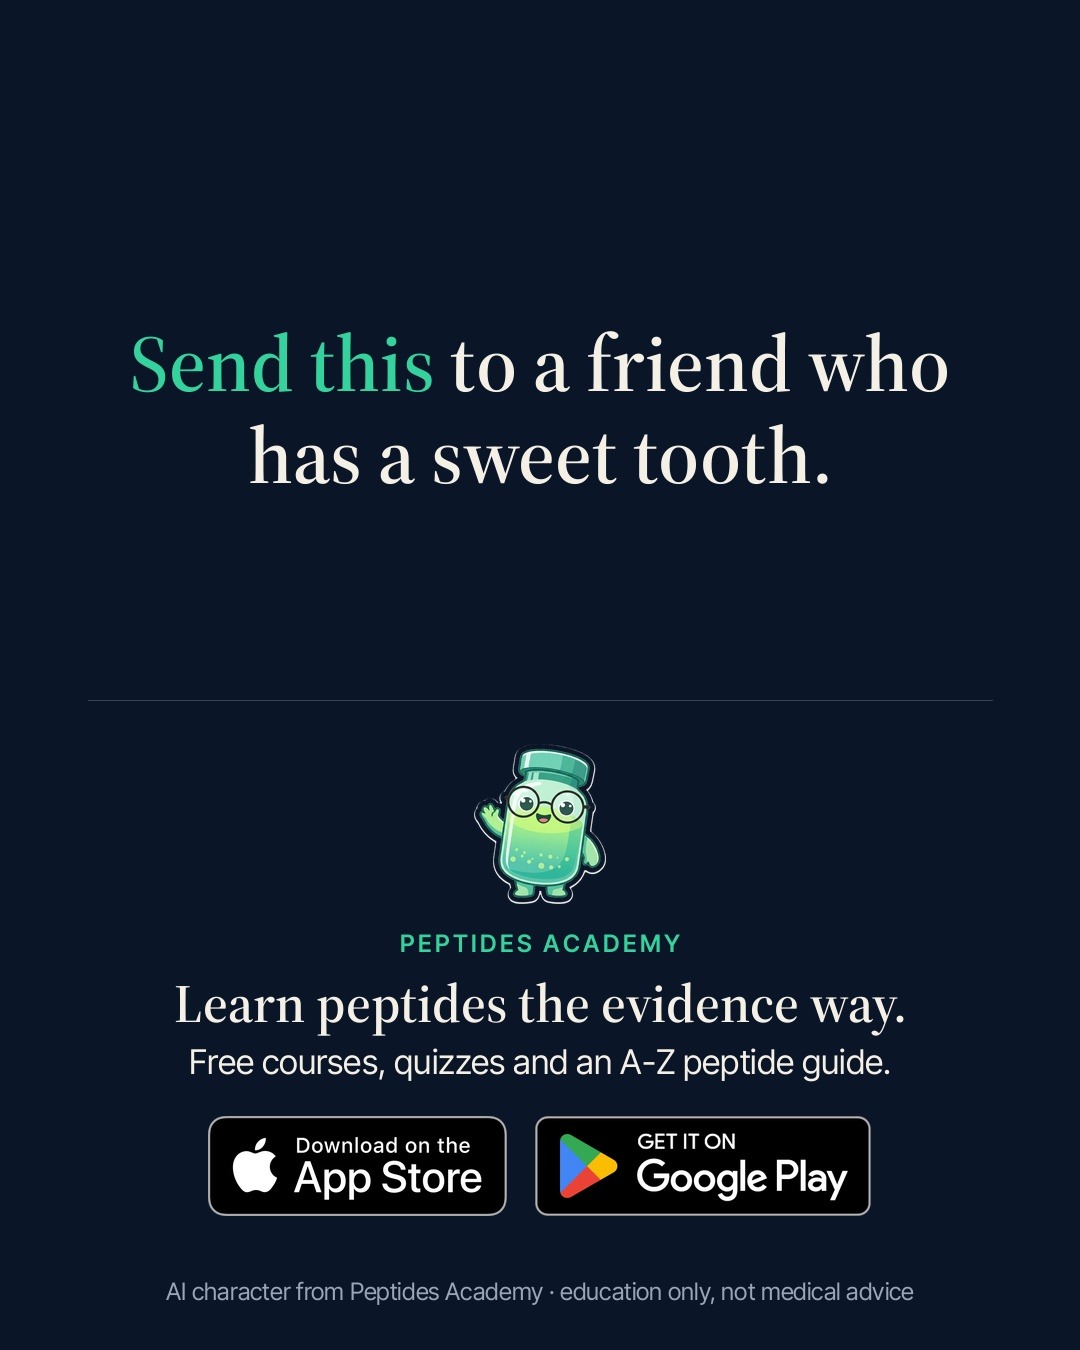 Send this to a friend who
has a sweet tooth.
PEPTIDES ACADEMY
Learn peptides the evidence way.
Free courses, quizzes and an A-Z peptide guide.
Download on the
App Store
GET IT ON
Google Play
AI character from Peptides Academy · education only, not medical advice